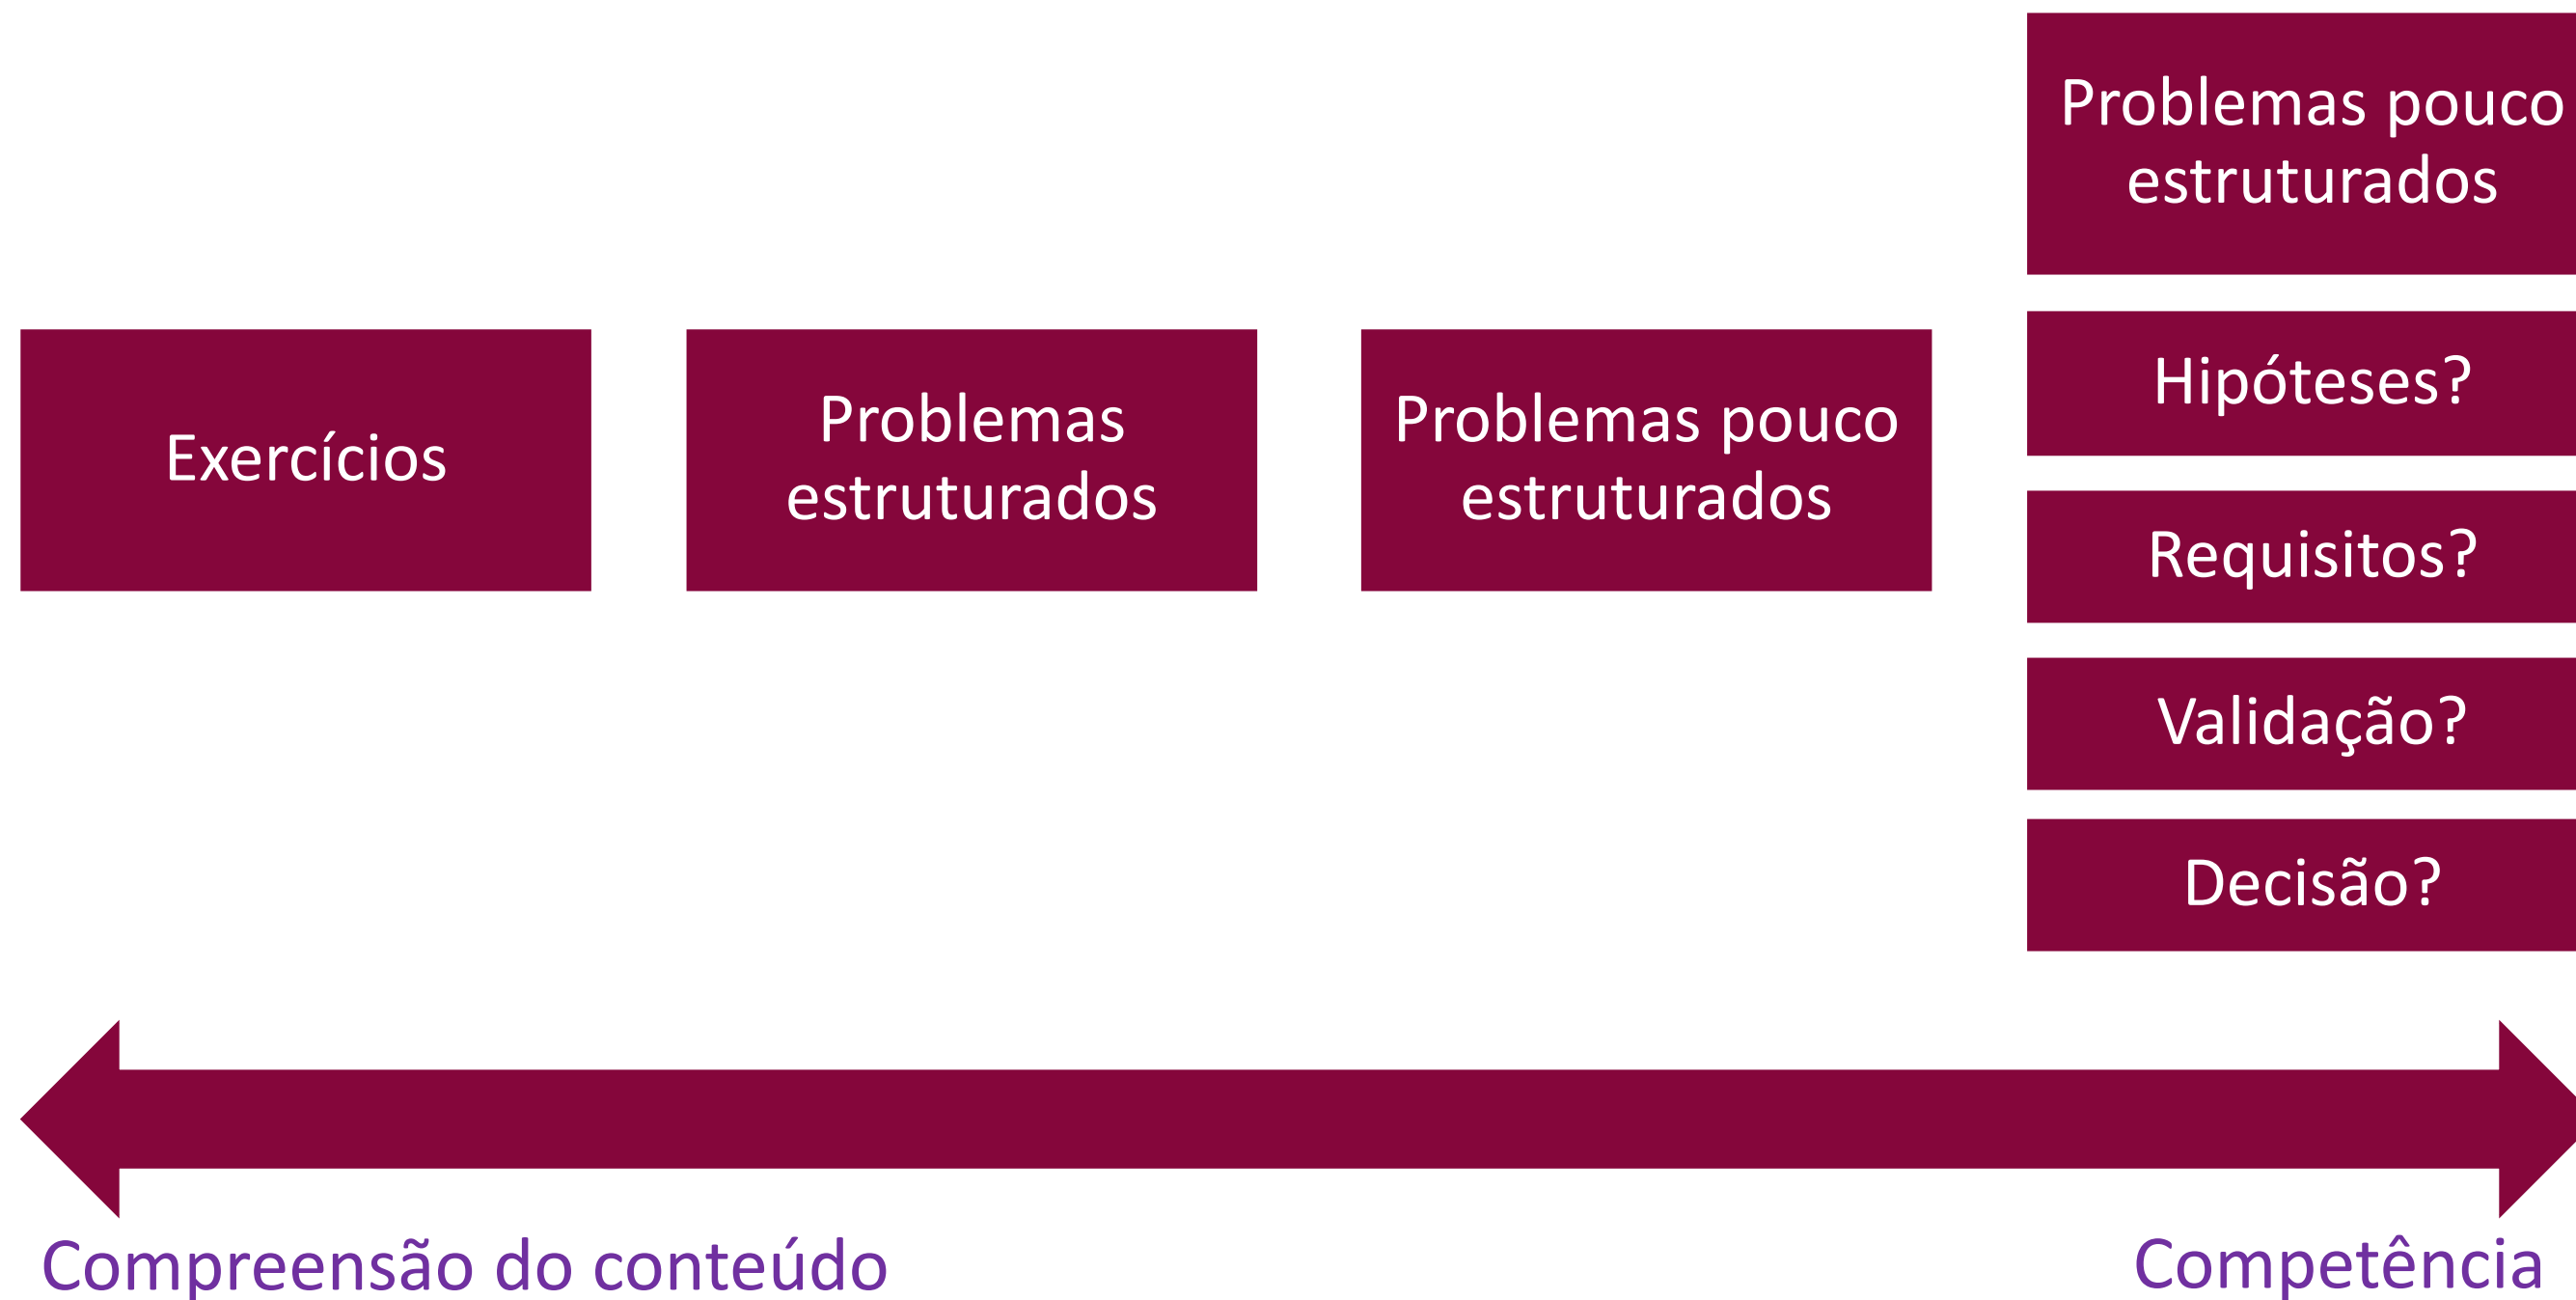 Exercícios
Problemas
estruturados
Problemas pouco
estruturados
Problemas pouco
estruturados
Hipóteses?
Requisitos?
Validação?
Decisão?
Compreensão do conteúdo
Competência